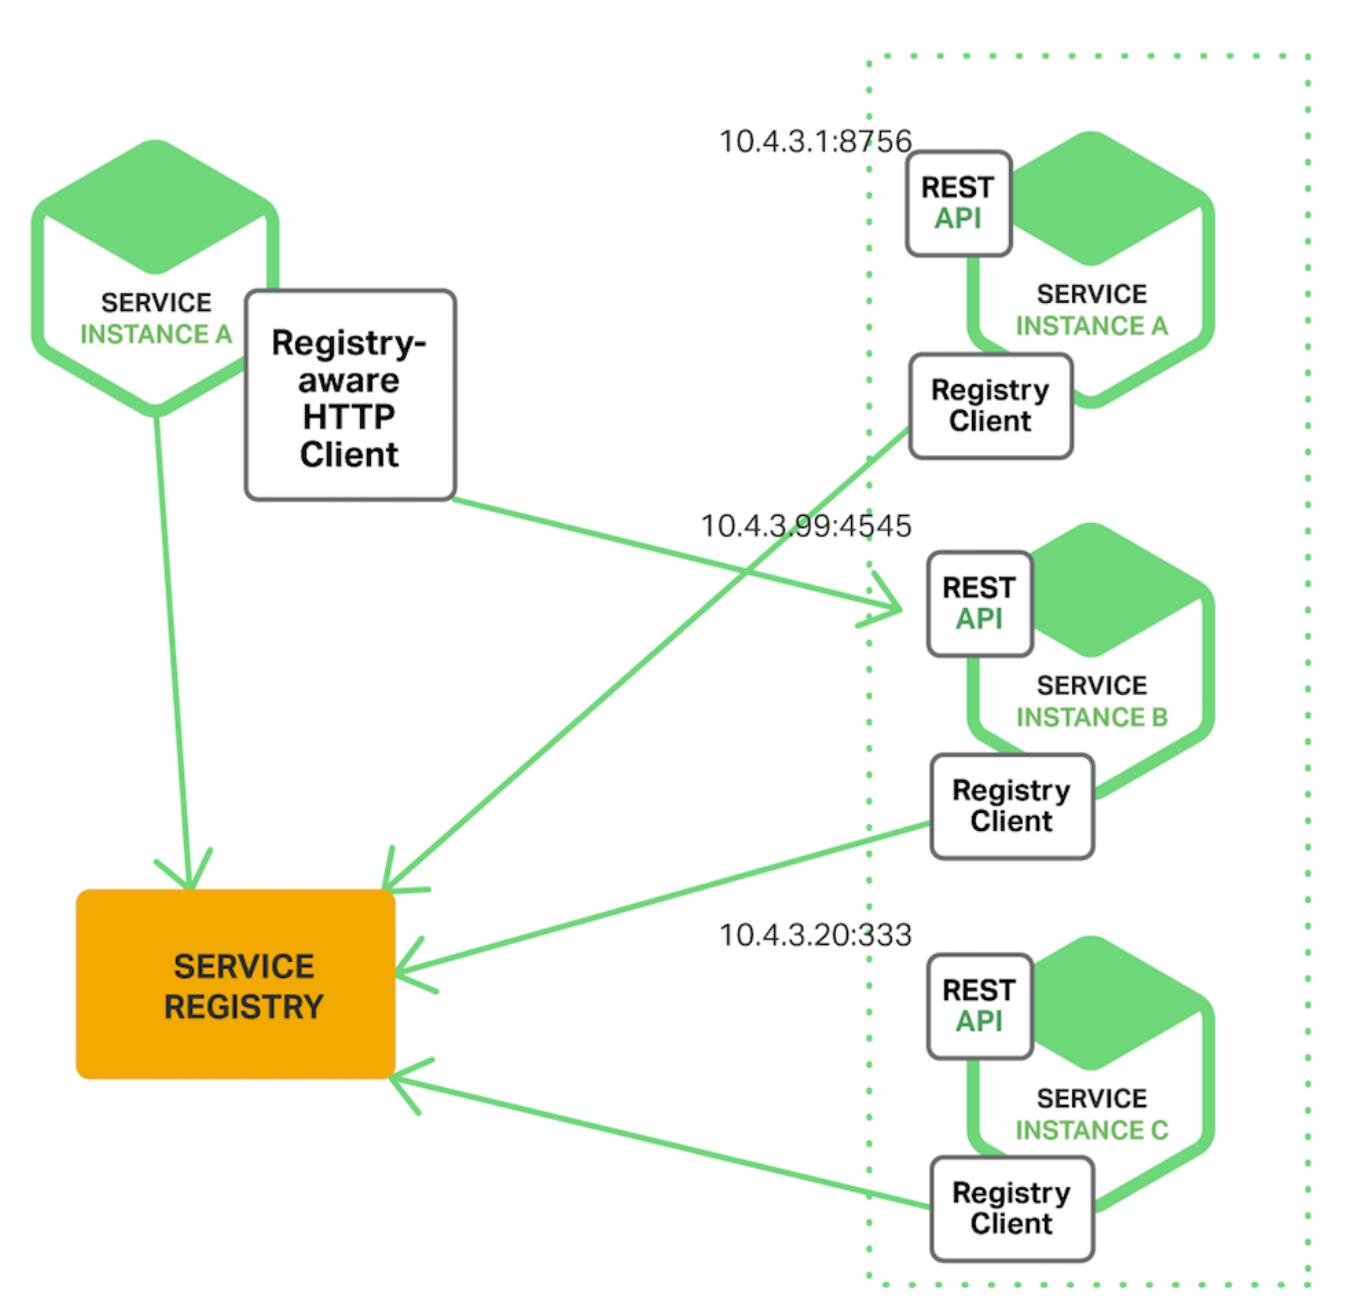 SERVICE
INSTANCE A
Registry-
aware
HTTP
Client
10.4.3.1:8756
REST
API
SERVICE
INSTANCE A
Registry
Client
10.4.3.99:4545
REST
API
SERVICE
INSTANCE B
Registry
Client
SERVICE
REGISTRY
10.4.3.20:333
REST
API
SERVICE
INSTANCE C
Registry
Client